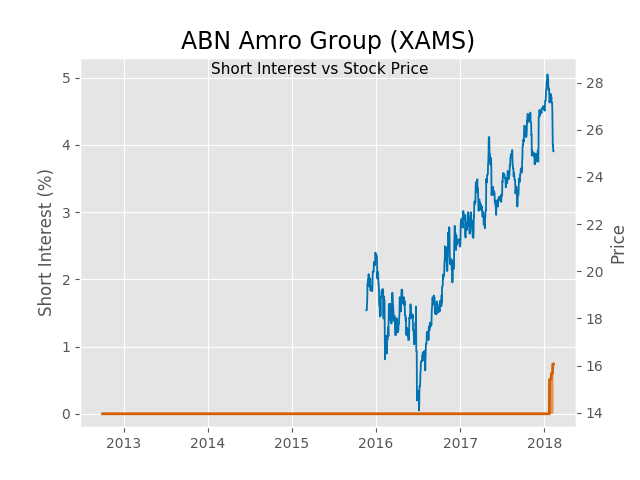 ABN Amro Group (XAMS)
Short Interest vs Stock Price
Short Interest (%)
5
4
3
2
1
0
28
26
24
22
20
18
16
14
Price
2013 2014 2015 2016 2017 2018